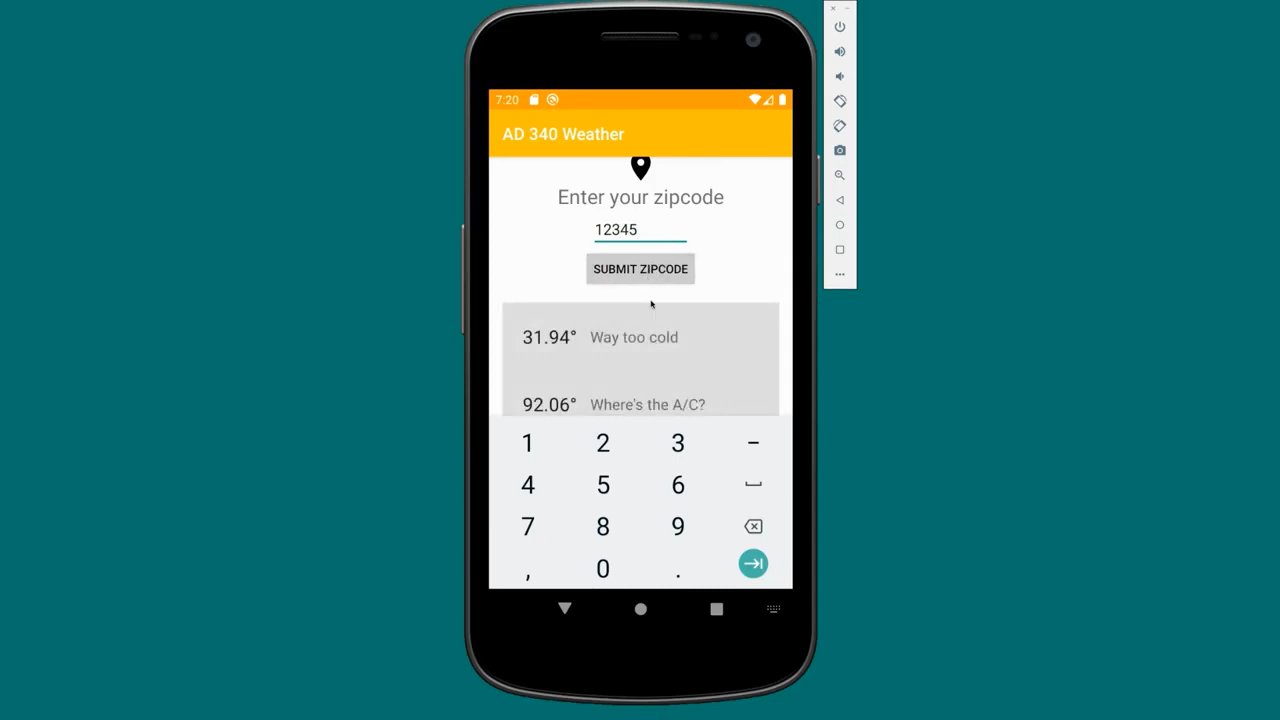 7:20
AD 340 Weather
Enter your zipcode
12345
SUBMIT ZIPCODE
31.94° Way too cold
92.06° Where's the A/C?
1 2 3 -
4 5 6
7 8 9
, 0 .